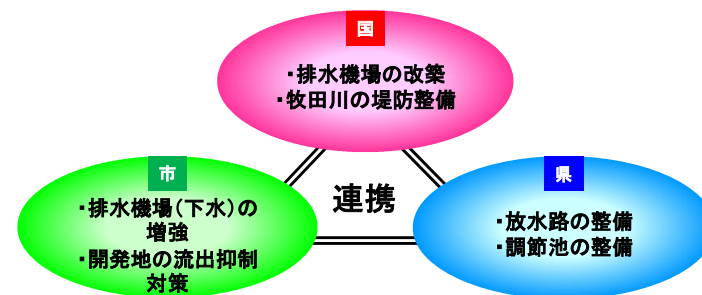 国
・排水機場の改築
・牧田川の堤防整備
市
・排水機場（下水）の
増強
・開発地の流出抑制
対策
連携
県
・放水路の整備
・調節池の整備